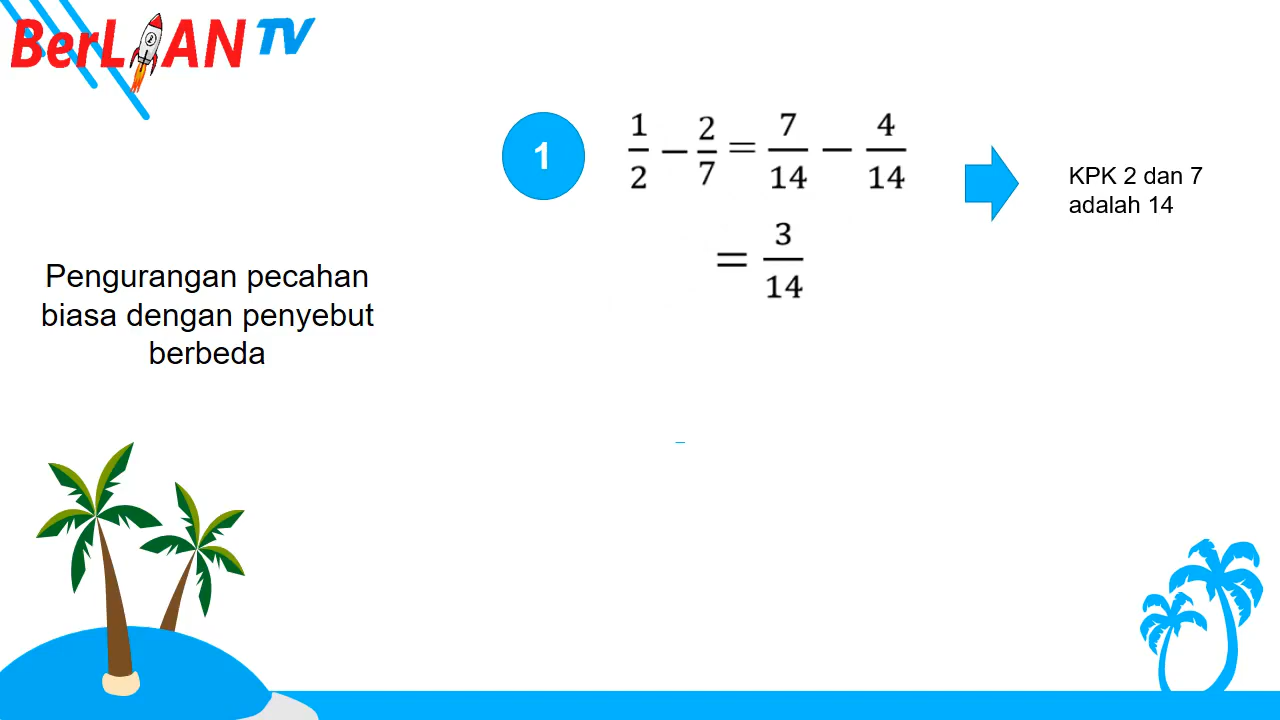 BerLIAN TV
1
1/2 − 2/7 = 7/14 − 4/14
= 3/14
KPK 2 dan 7
adalah 14
Pengurangan pecahan
biasa dengan penyebut
berbeda